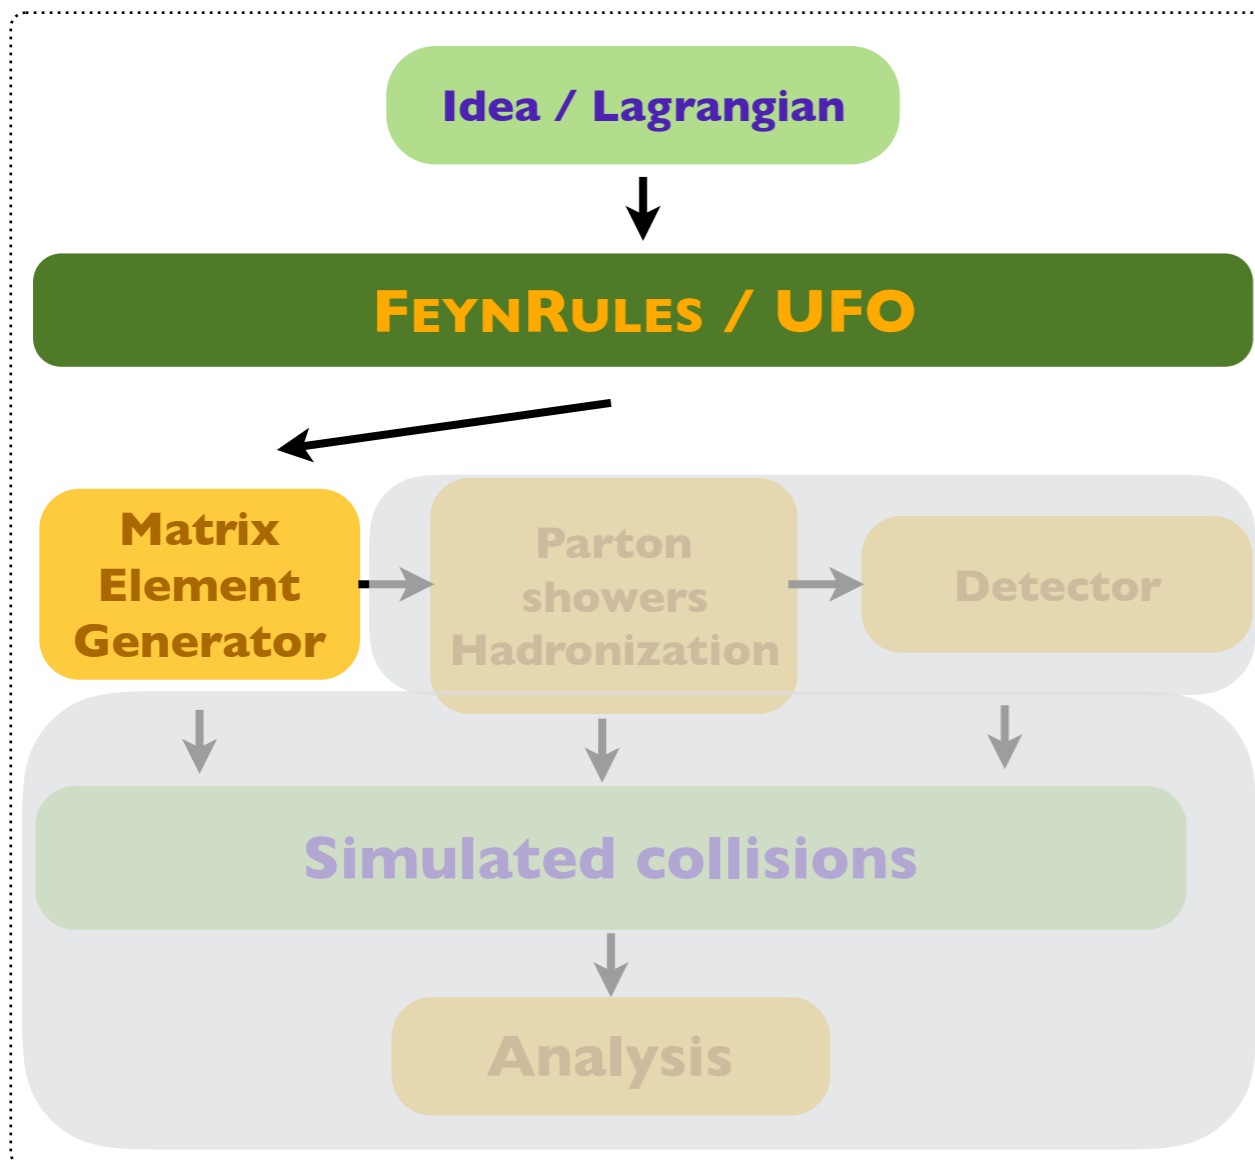 Idea / Lagrangian
FEYNRULES / UFO
Matrix
Element
Generator
Parton
showers
Hadronization
Detector
Simulated collisions
Analysis